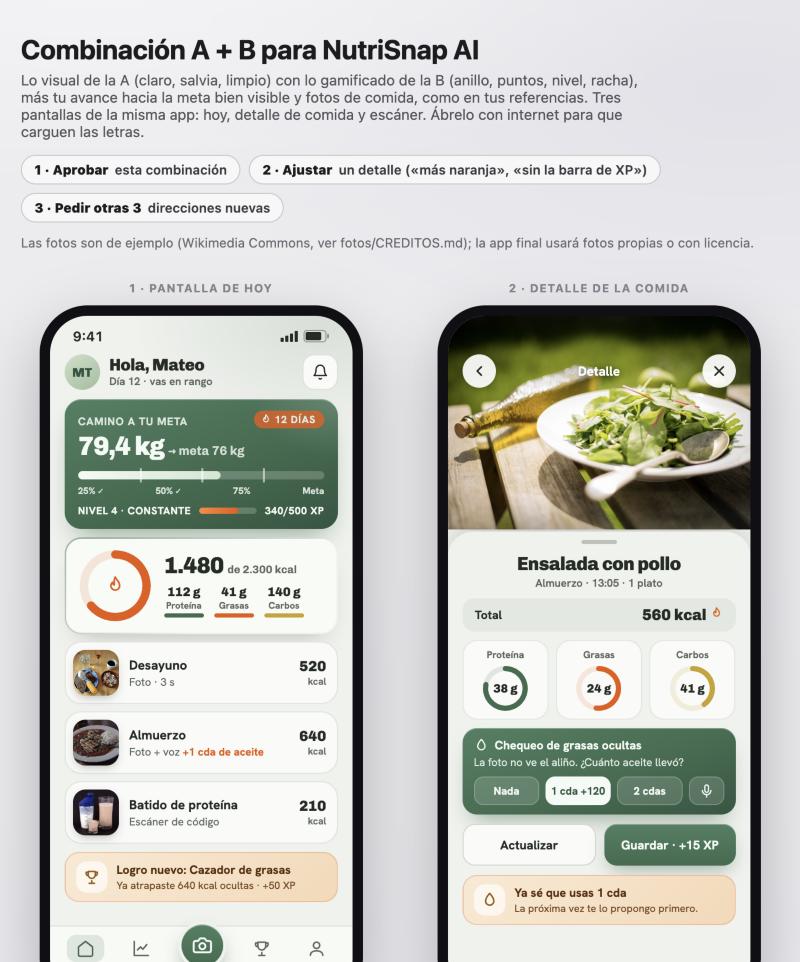 Combinación A + B para NutriSnap AI
Lo visual de la A (claro, salvia, limpio) con lo gamificado de la B (anillo, puntos, nivel, racha),
más tu avance hacia la meta bien visible y fotos de comida, como en tus referencias. Tres
pantallas de la misma app: hoy, detalle de comida y escáner. Ábrelo con internet para que
carguen las letras.
1 · Aprobar esta combinación
2 · Ajustar un detalle («más naranja», «sin la barra de XP»)
3 · Pedir otras 3 direcciones nuevas
Las fotos son de ejemplo (Wikimedia Commons, ver fotos/CREDITOS.md); la app final usará fotos propias o con licencia.
1 · PANTALLA DE HOY
9:41
MT
Hola, Mateo
Día 12 · vas en rango
CAMINO A TU META
12 DÍAS
79,4 kg → meta 76 kg
25% ✓ 50% ✓ 75% Meta
NIVEL 4 · CONSTANTE 340/500 XP
1.480 de 2.300 kcal
112 g 41 g 140 g
Proteína Grasas Carbos
Desayuno
Foto · 3 s
520
kcal
Almuerzo
Foto + voz +1 cda de aceite
640
kcal
Batido de proteína
Escáner de código
210
kcal
Logro nuevo: Cazador de grasas
Ya atrapaste 640 kcal ocultas · +50 XP
2 · DETALLE DE LA COMIDA
Detalle
Ensalada con pollo
Almuerzo · 13:05 · 1 plato
Total 560 kcal
Proteína Grasas Carbos
38 g 24 g 41 g
Chequeo de grasas ocultas
La foto no ve el aliño. ¿Cuánto aceite llevó?
Nada 1 cda +120 2 cdas
Actualizar Guardar · +15 XP
Ya sé que usas 1 cda
La próxima vez te lo propongo primero.